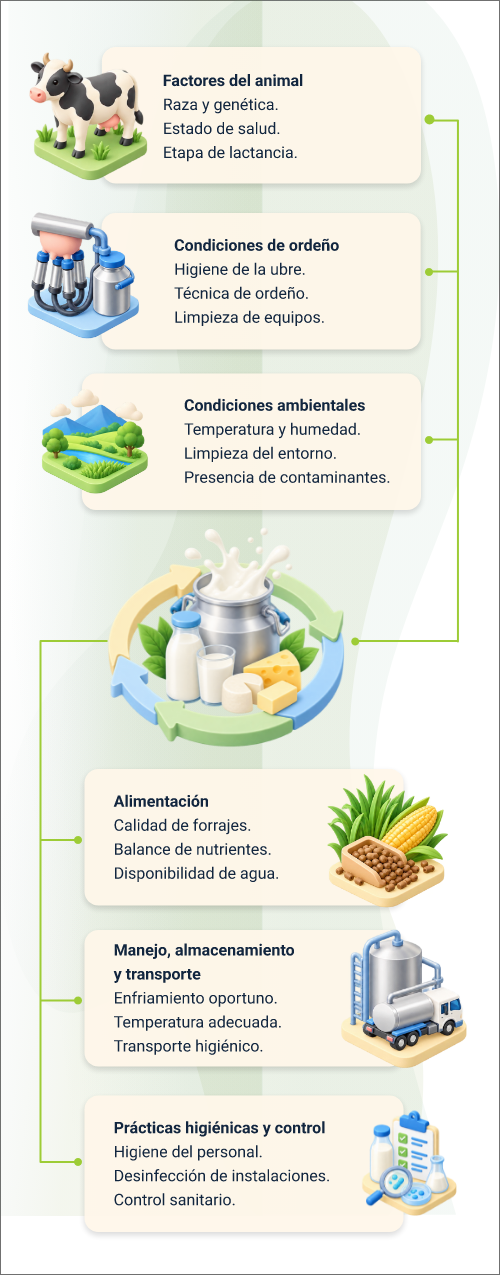 Factores del animal
Raza y genética.
Estado de salud.
Etapa de lactancia.
Condiciones de ordeño
Higiene de la ubre.
Técnica de ordeño.
Limpieza de equipos.
Condiciones ambientales
Temperatura y humedad.
Limpieza del entorno.
Presencia de contaminantes.
Alimentación
Calidad de forrajes.
Balance de nutrientes.
Disponibilidad de agua.
Manejo, almacenamiento
y transporte
Enfriamiento oportuno.
Temperatura adecuada.
Transporte higiénico.
Prácticas higiénicas y control
Higiene del personal.
Desinfección de instalaciones.
Control sanitario.